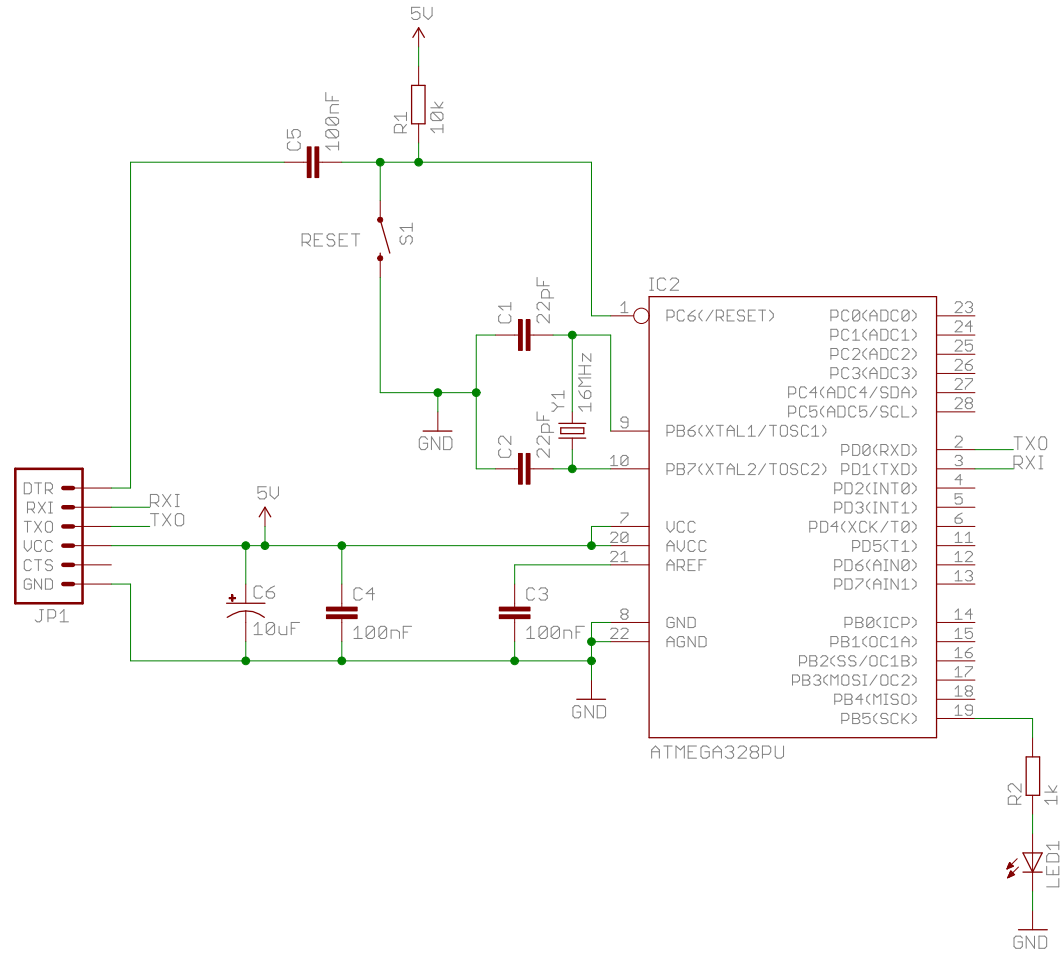 5V
R1
10k
C5
100nF
RESET
S1
C1
22pF
Y1
16MHz
C2
22pF
GND
IC2
1
PC6(/RESET)
9
PB6(XTAL1/TOSC1)
10
PB7(XTAL2/TOSC2)
7
VCC
20
AVCC
21
AREF
8
GND
22
AGND
PC0(ADC0)
23
PC1(ADC1)
24
PC2(ADC2)
25
PC3(ADC3)
26
PC4(ADC4/SDA)
27
PC5(ADC5/SCL)
28
PD0(RXD)
2
TXO
PD1(TXD)
3
RXI
PD2(INT0)
4
PD3(INT1)
5
PD4(XCK/T0)
6
PD5(T1)
11
PD6(AIN0)
12
PD7(AIN1)
13
PB0(ICP)
14
PB1(OC1A)
15
PB2(SS/OC1B)
16
PB3(MOSI/OC2)
17
PB4(MISO)
18
PB5(SCK)
19
ATMEGA328PU
DTR
RXI
RXI
TXO
TXO
VCC
CTS
GND
JP1
5V
C6
10uF
C4
100nF
C3
100nF
GND
R2
1k
LED1
GND